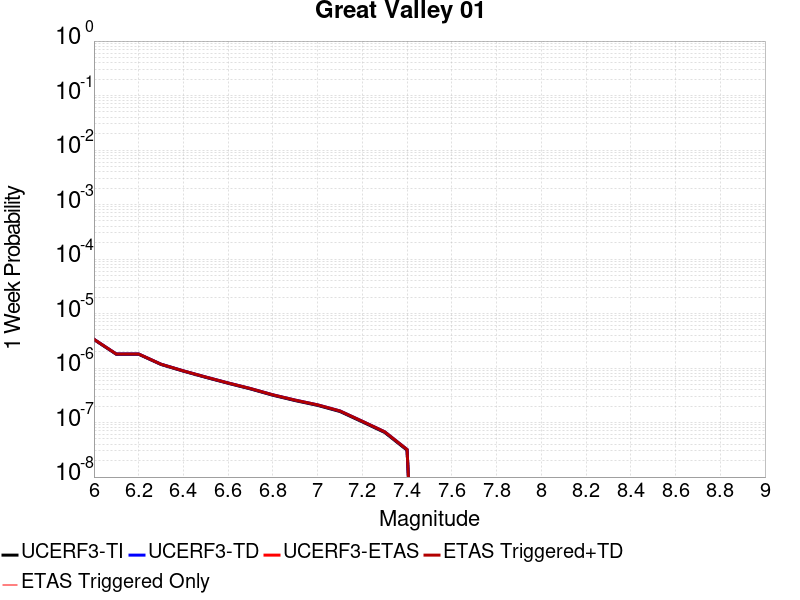 Great Valley 01
10^0
10^-1
10^-2
10^-3
10^-4
10^-5
10^-6
10^-7
10^-8
1 Week Probability
6 6.2 6.4 6.6 6.8 7 7.2 7.4 7.6 7.8 8 8.2 8.4 8.6 8.8 9
Magnitude
UCERF3-TI UCERF3-TD UCERF3-ETAS ETAS Triggered+TD
ETAS Triggered Only